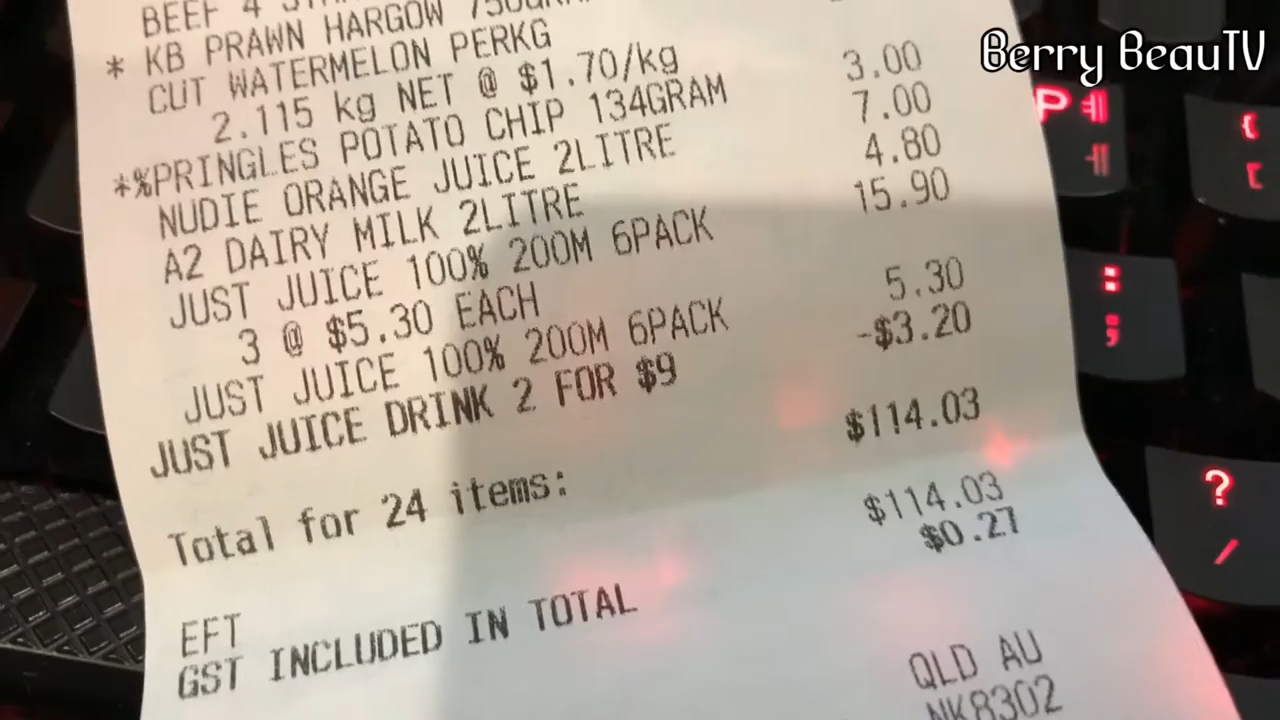 Berry BeauTV
* KB PRAWN HARGOW
CUT WATERMELON PERKG
2.115 kg NET @ $1.70/kg
*%PRINGLES POTATO CHIP 134GRAM 3.00
NUDIE ORANGE JUICE 2LITRE 7.00
A2 DAIRY MILK 2LITRE 4.80
JUST JUICE 100% 200M 6PACK 15.90
3 @ $5.30 EACH
JUST JUICE 100% 200M 6PACK 5.30
JUST JUICE DRINK 2 FOR $9 -$3.20
Total for 24 items: $114.03
EFT $114.03
GST INCLUDED IN TOTAL $0.27
QLD AU
NK8302
P
{
[
:
;
?
/